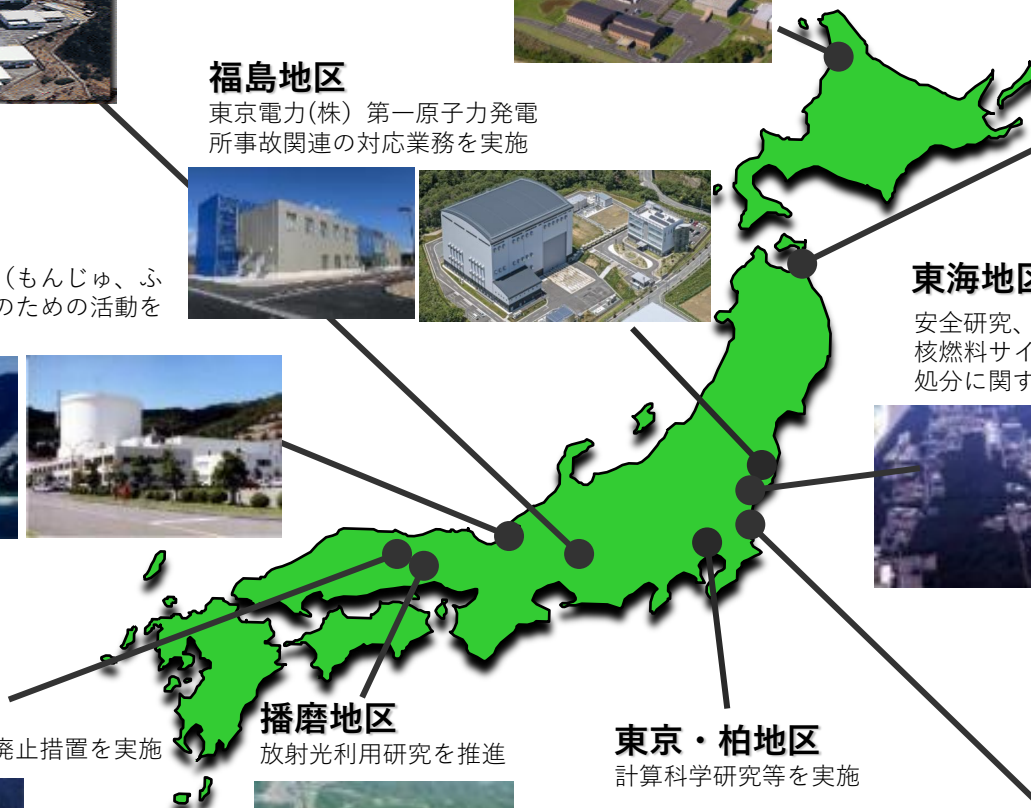 福島地区
東京電力(株) 第一原子力発電
所事故関連の対応業務を実施
(もんじゅ、ふ
のための活動を
東海地区
安全研究、
核燃料サイ
処分に関す
廃止措置を実施
播磨地区
放射光利用研究を推進
東京・柏地区
計算科学研究等を実施